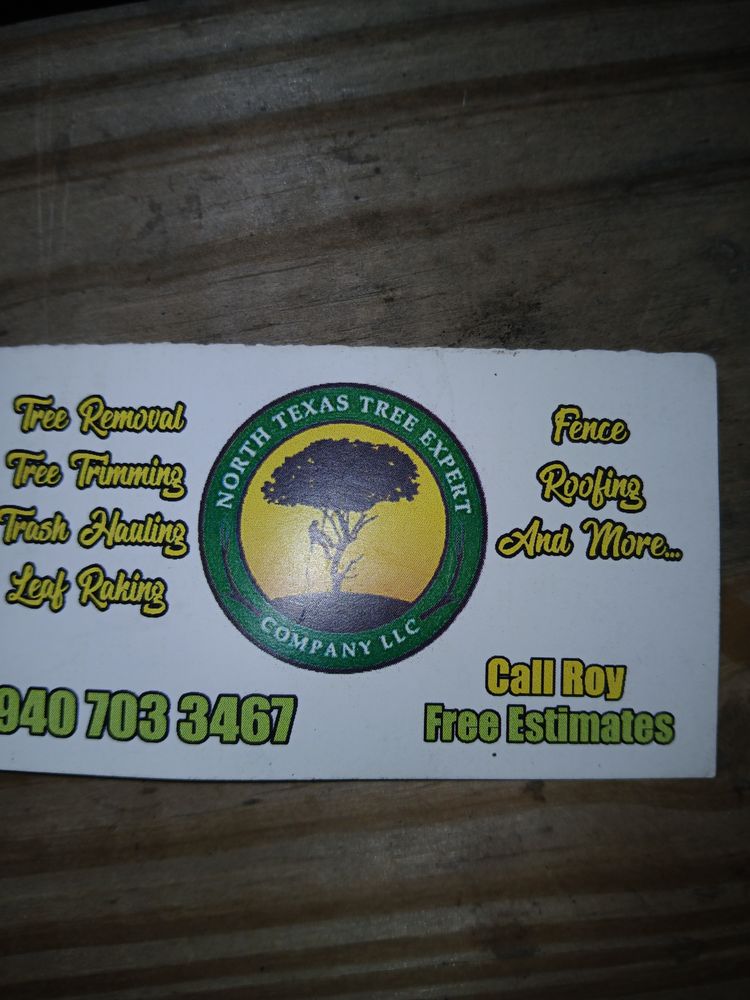 Tree Removal
Tree Trimming
Trash Hauling
Leaf Raking
NORTH TEXAS TREE EXPERT
COMPANY LLC
Fence
Roofing
And More...
940 703 3467
Call Roy
Free Estimates